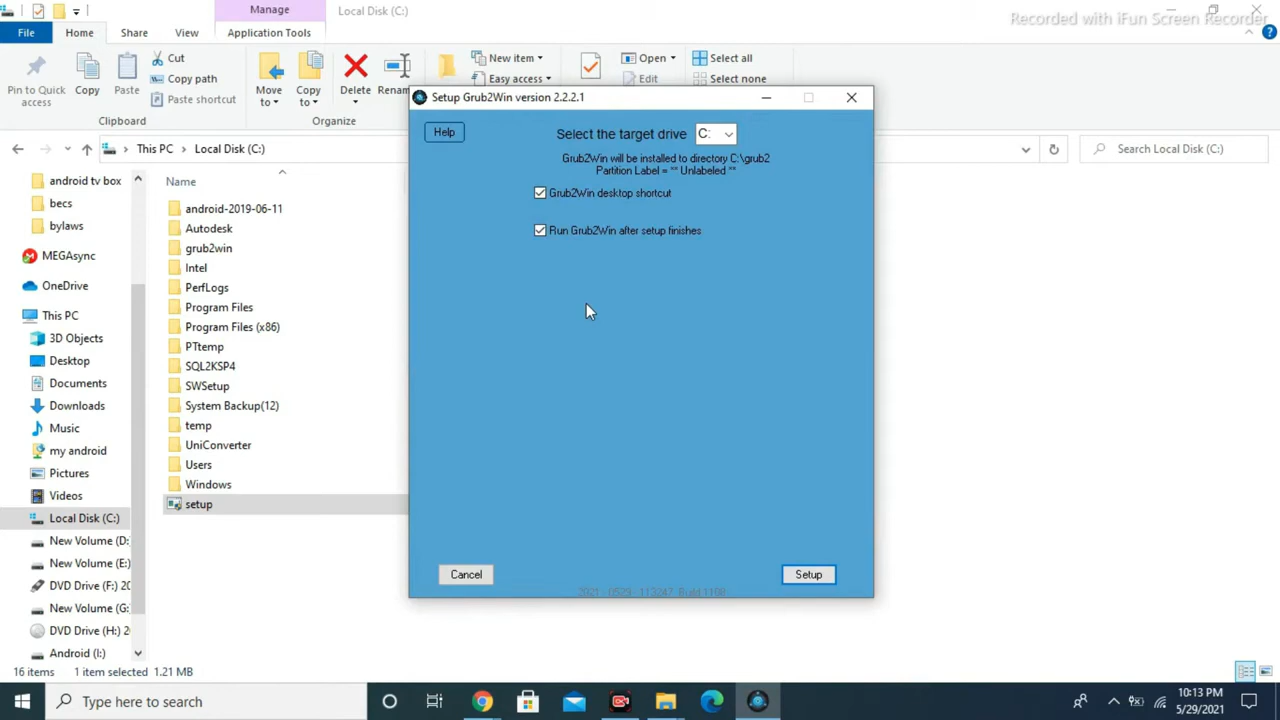 Manage
Local Disk (C:)
Recorded with iFun Screen Recorder
File
Home
Share
View
Application Tools
Pin to Quick access
Copy
Paste
Cut
Copy path
Paste shortcut
Clipboard
Move to
Copy to
Delete
Renam
Organize
New item
Easy access
Open
Edit
Select all
Select none
This PC
Local Disk (C:)
Search Local Disk (C:)
Setup Grub2Win version 2.2.2.1
Help
Select the target drive C:
Grub2Win will be installed to directory C:\grub2
Partition Label = ** Unlabeled **
Grub2Win desktop shortcut
Run Grub2Win after setup finishes
Cancel
Setup
android tv box
becs
bylaws
MEGAsync
OneDrive
This PC
3D Objects
Desktop
Documents
Downloads
Music
my android
Pictures
Videos
Local Disk (C:)
New Volume (D:
New Volume (E:)
DVD Drive (F:) 20
New Volume (G:
DVD Drive (H:) 2
Android (I:)
Name
android-2019-06-11
Autodesk
grub2win
Intel
PerfLogs
Program Files
Program Files (x86)
PTtemp
SQL2KSP4
SWSetup
System Backup(12)
temp
UniConverter
Users
Windows
setup
16 items
1 item selected 1.21 MB
Type here to search
10:13 PM
5/29/2021